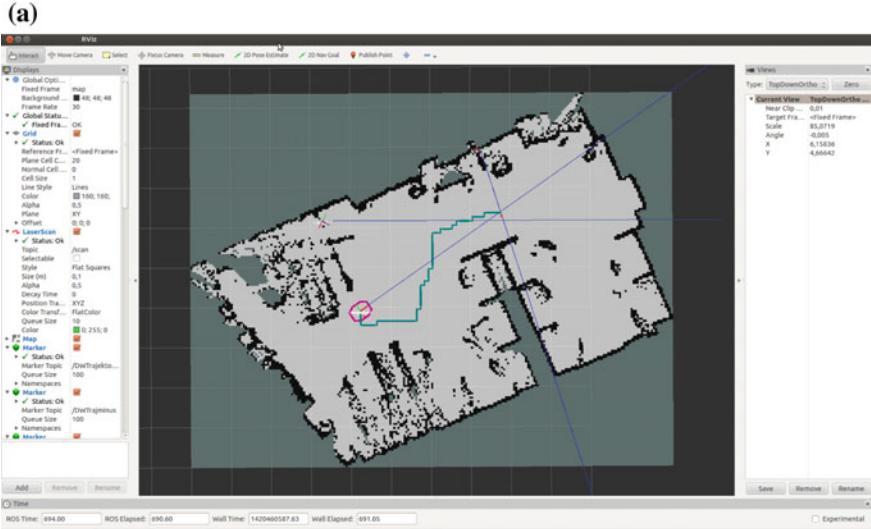 (a)
RViz
Interact Move Camera Select Focus Camera Measure 2D Pose Estimate 2D Nav Goal Publish Point
Displays
Global Opti...
Fixed Frame map
Background ... 48; 48; 48
Frame Rate 30
Global Statu...
Fixed Fra... OK
Grid
Status: Ok
Reference Fr... <Fixed Frame>
Plane Cell C... 20
Normal Cell ... 0
Cell Size 1
Line Style Lines
Color 160; 160;
Alpha 0,5
Plane XY
Offset 0; 0; 0
LaserScan
Status: Ok
Topic /scan
Selectable
Style Flat Squares
Size (m) 0,1
Alpha 0,5
Decay Time 0
Position Tra... XYZ
Color Transf... FlatColor
Queue Size 10
Color 0; 255; 0
Map
Marker
Status: Ok
Marker Topic /DWTrajekto...
Queue Size 100
Namespaces
Marker
Status: Ok
Marker Topic /DWTrajminus
Queue Size 100
Namespaces
Marker
Add Remove Rename
Views
Type: TopDownOrtho Zero
Current View TopDownOrtho ...
Near Clip ... 0,01
Target Fra... <Fixed Frame>
Scale 85,0719
Angle -0,005
X 6,15836
Y 4,66642
Save Remove Rename
Time
ROS Time: 694.00 ROS Elapsed: 690.60 Wall Time: 1420460587.63 Wall Elapsed: 691.05 Experimental